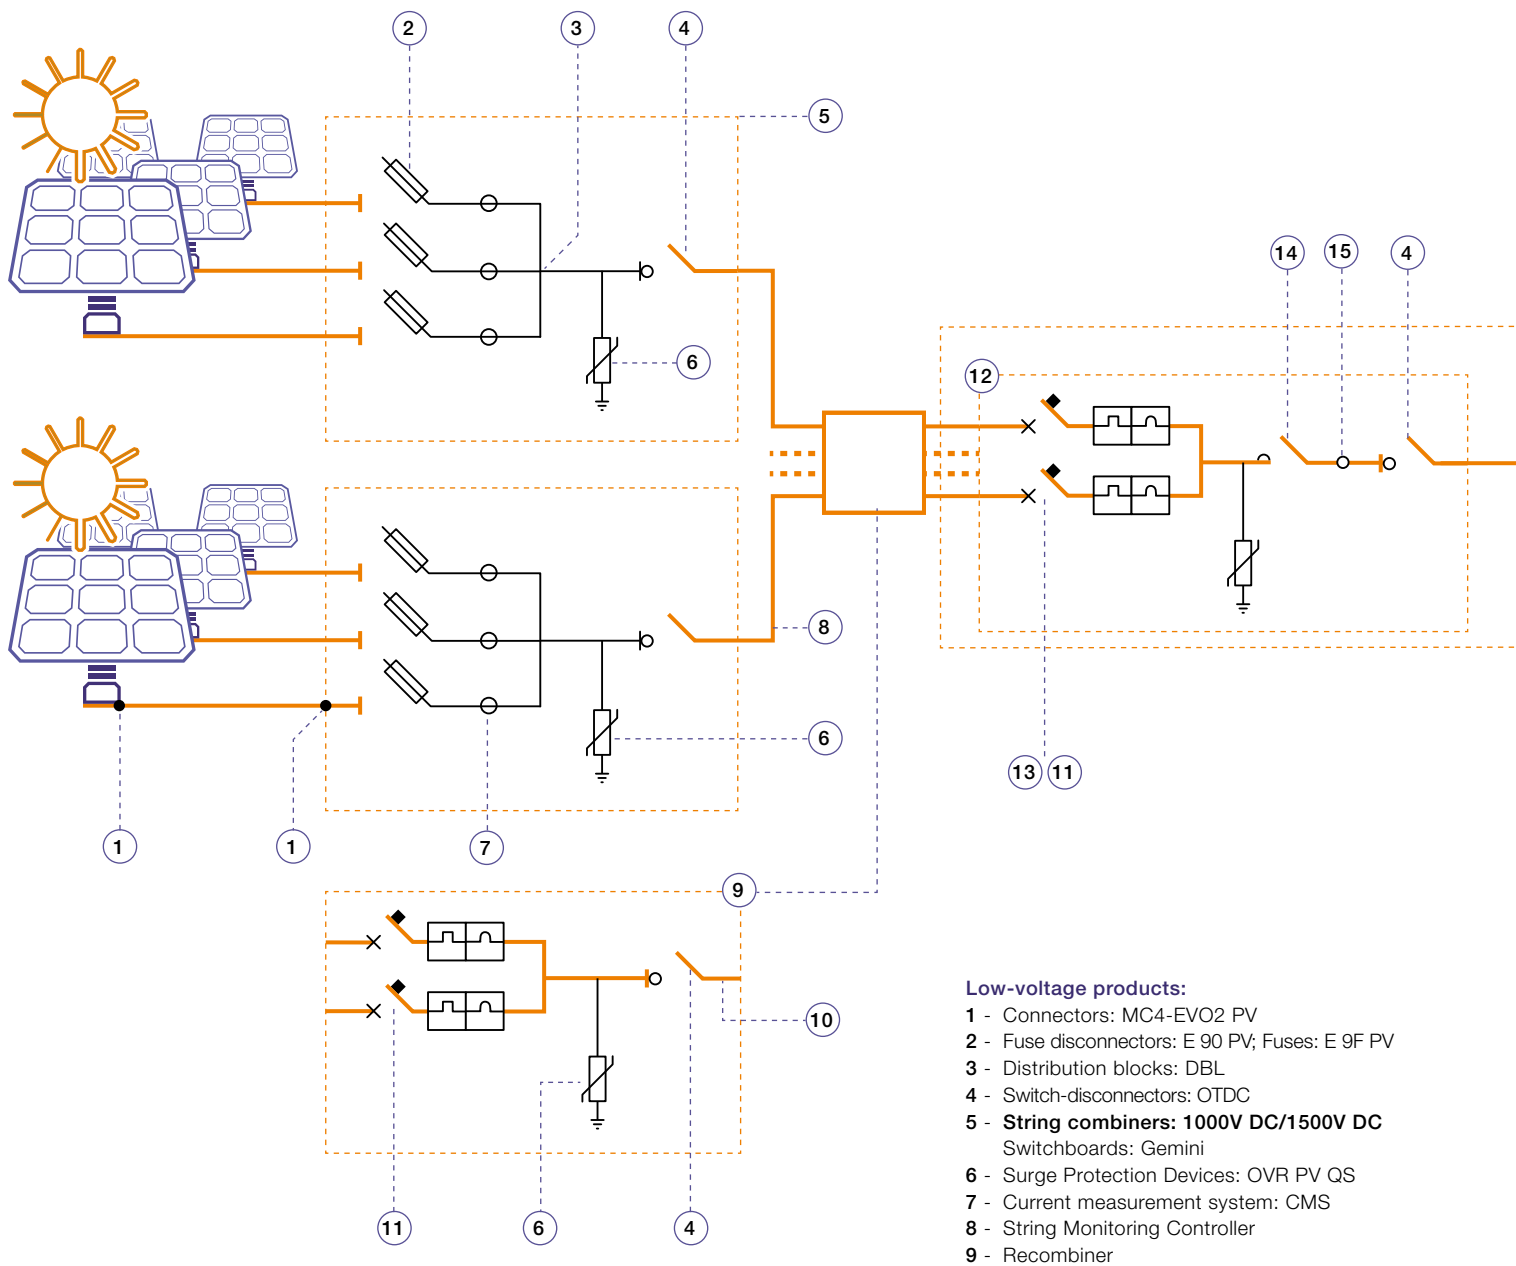 2
3
4
5
6
14
15
4
12
8
6
13
11
1
1
7
9
10
11
6
4
Low-voltage products:
1 - Connectors: MC4-EVO2 PV
2 - Fuse disconnectors: E 90 PV; Fuses: E 9F PV
3 - Distribution blocks: DBL
4 - Switch-disconnectors: OTDC
5 - String combiners: 1000V DC/1500V DC
Switchboards: Gemini
6 - Surge Protection Devices: OVR PV QS
7 - Current measurement system: CMS
8 - String Monitoring Controller
9 - Recombiner